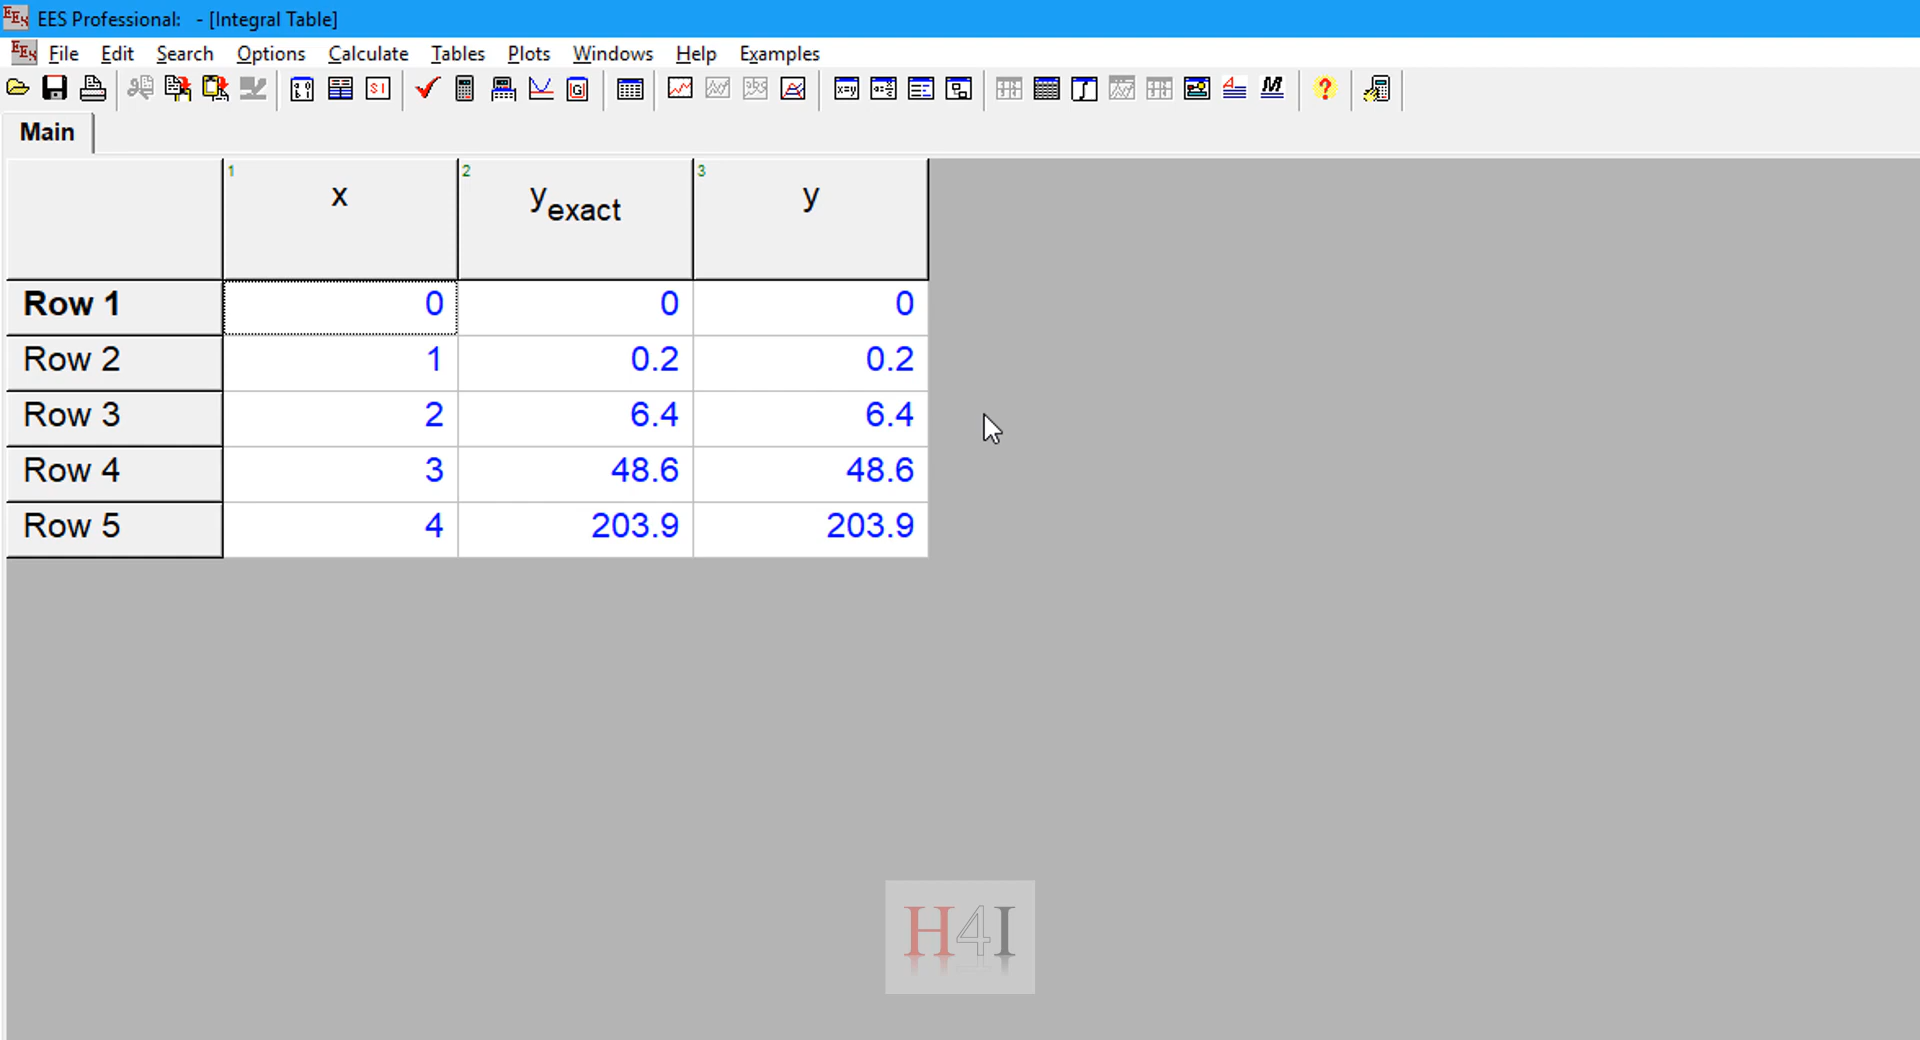 EES Professional: - [Integral Table]
File Edit Search Options Calculate Tables Plots Windows Help Examples
Main
1 x 2 yexact 3 y
Row 1 0 0 0
Row 2 1 0.2 0.2
Row 3 2 6.4 6.4
Row 4 3 48.6 48.6
Row 5 4 203.9 203.9
H4I